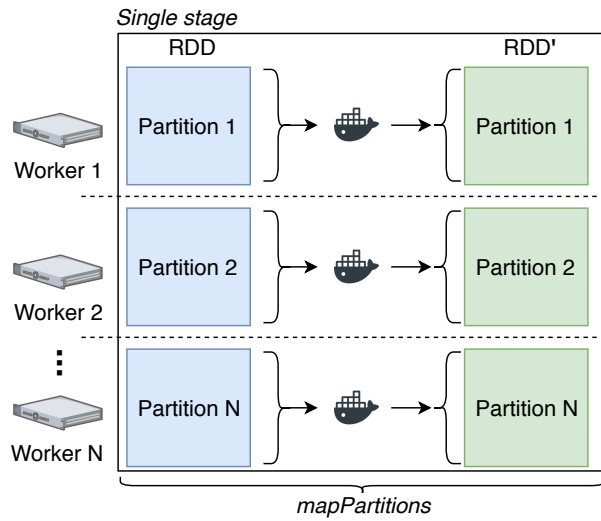 Single stage
RDD
RDD'
Partition 1
Partition 1
Worker 1
Partition 2
Partition 2
Worker 2
Partition N
Partition N
Worker N
mapPartitions